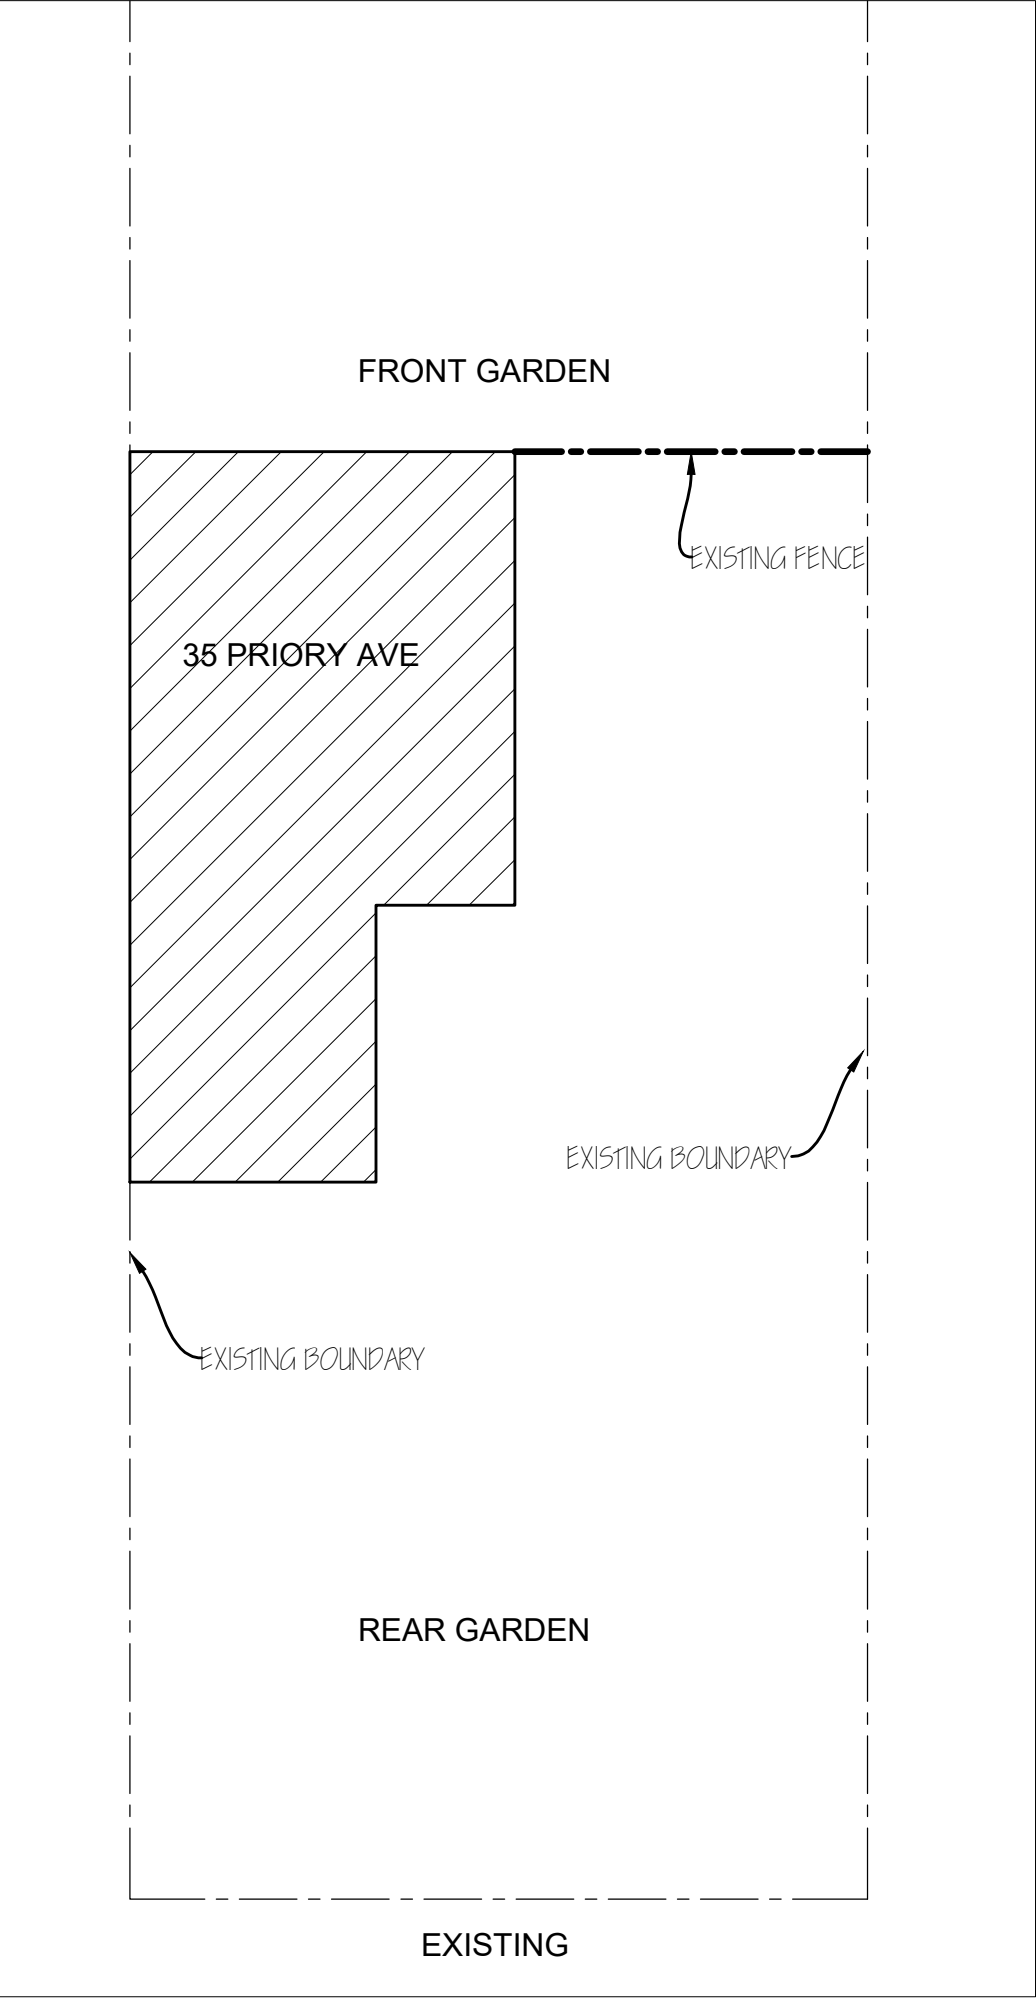 FRONT GARDEN
EXISTING FENCE
35 PRIORY AVE
EXISTING BOUNDARY
EXISTING BOUNDARY
REAR GARDEN
EXISTING